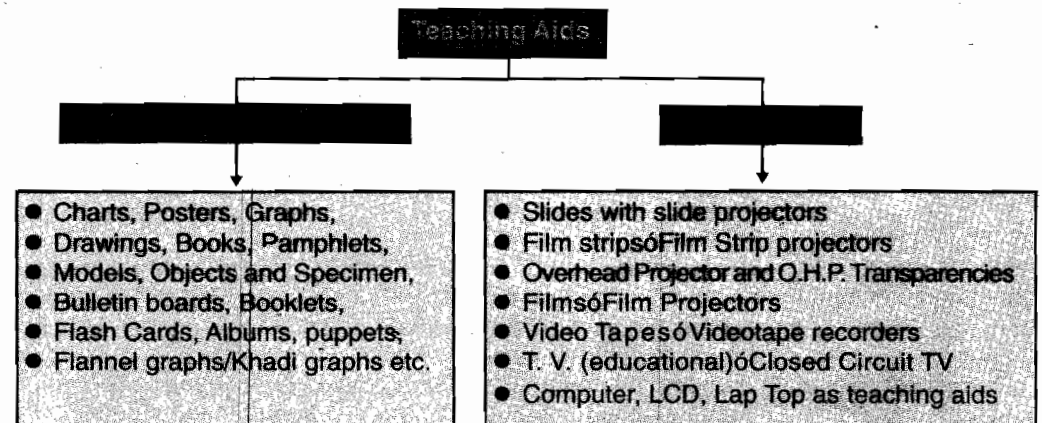 Teaching Aids
● Charts, Posters, Graphs,
● Drawings, Books, Pamphlets,
● Models, Objects and Specimen,
● Bulletin boards, Booklets,
● Flash Cards, Albums, puppets,
● Flannel graphs/Khadi graphs etc.
● Slides with slide projectors
● Film stripsóFilm Strip projectors
● Overhead Projector and O.H.P. Transparencies
● FilmsóFilm Projectors
● Video TapesóVideotape recorders
● T. V. (educational)óClosed Circuit TV
● Computer, LCD, Lap Top as teaching aids